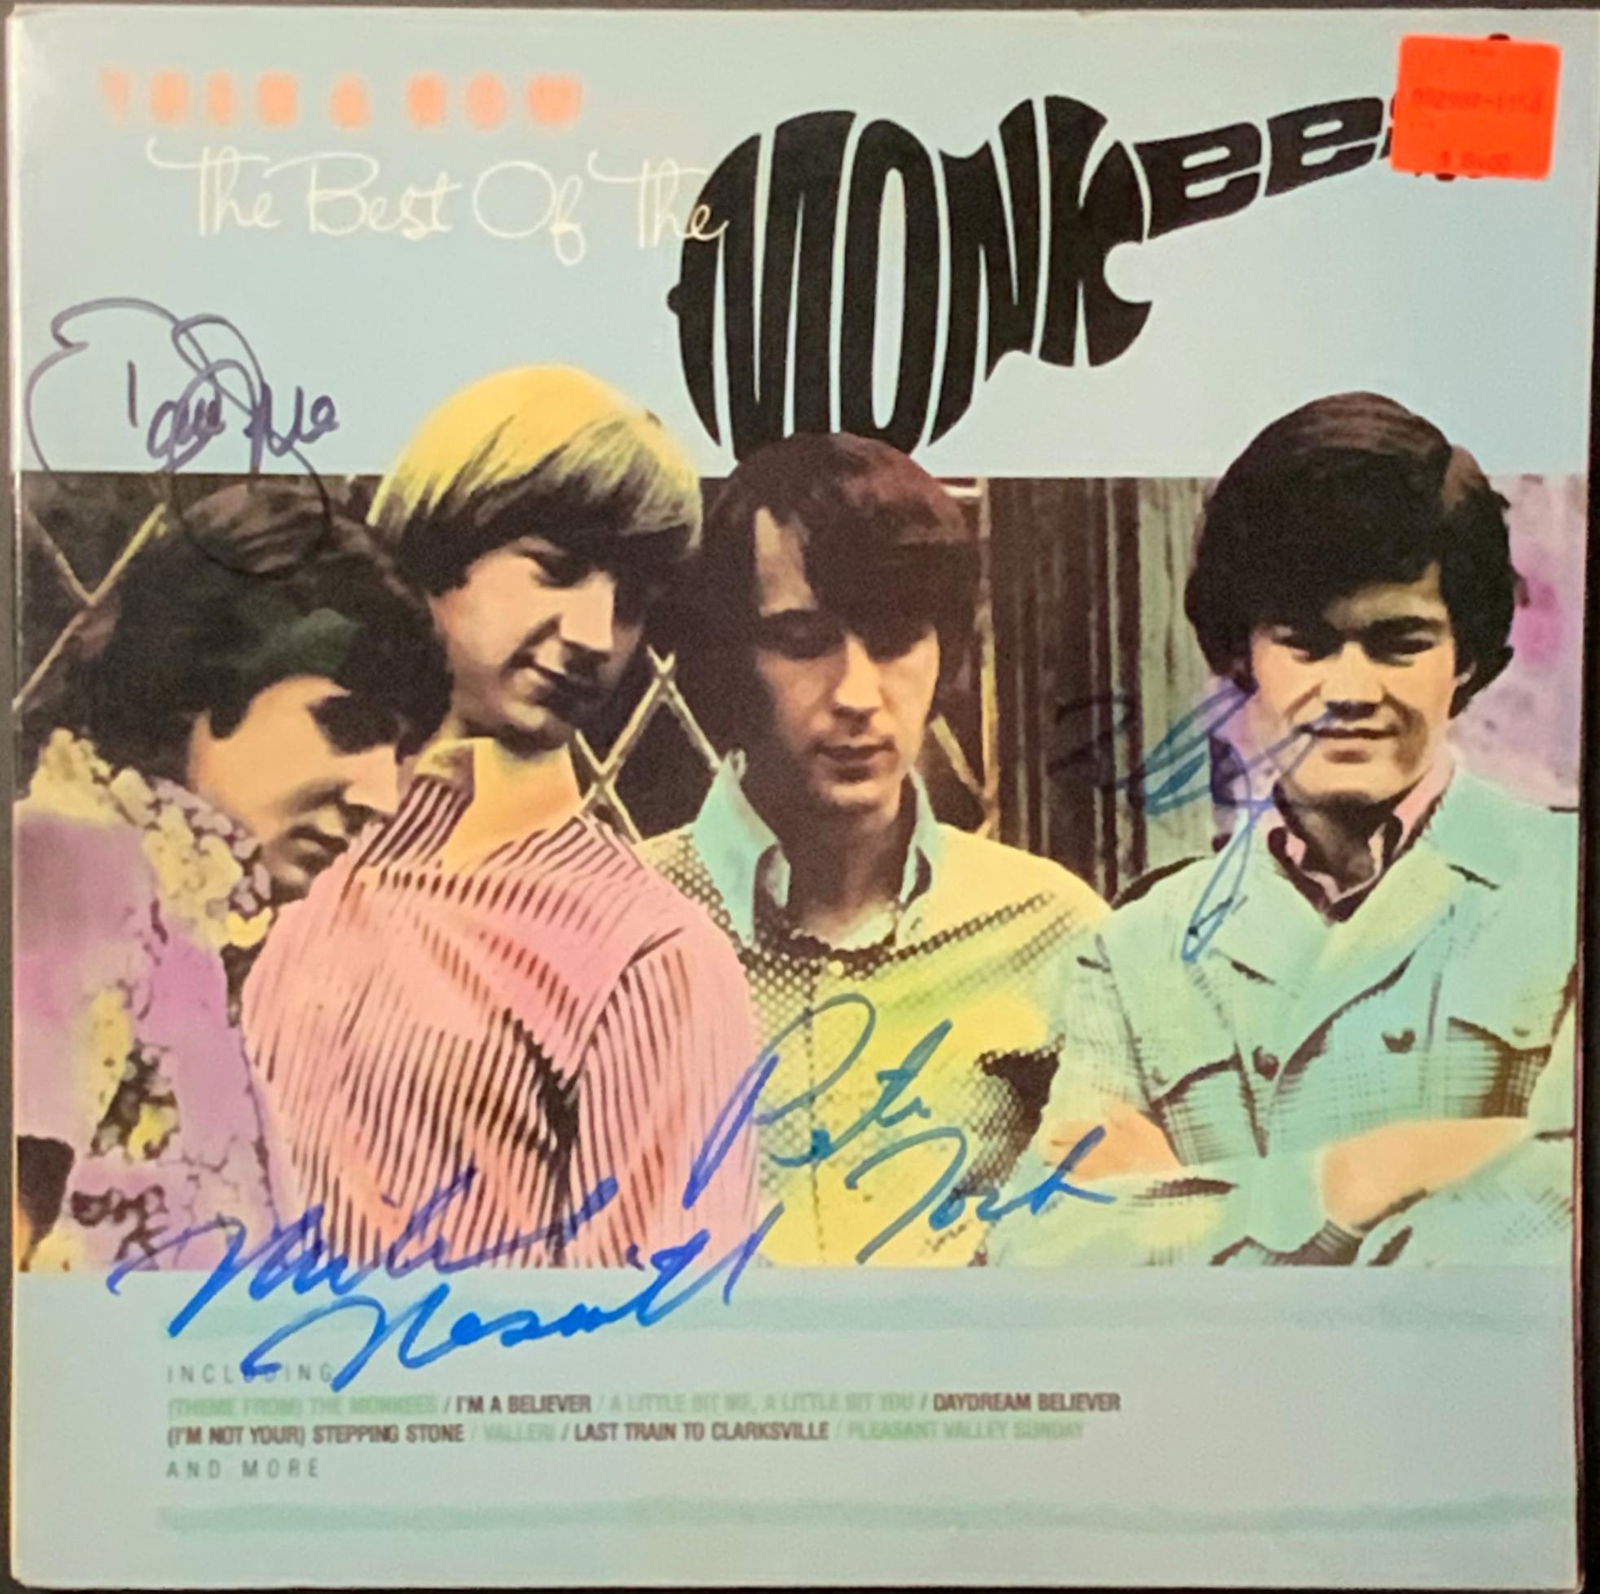 THEN & NOW
The Best Of The
MONKEES
Davy Jones
Peter Tork
Michael
Nesmith
INCLUDING
(THEME FROM) THE MONKEES / I'M A BELIEVER / A LITTLE BIT ME, A LITTLE BIT YOU / DAYDREAM BELIEVER
(I'M NOT YOUR) STEPPING STONE / VALLERI / LAST TRAIN TO CLARKSVILLE / PLEASANT VALLEY SUNDAY
AND MORE